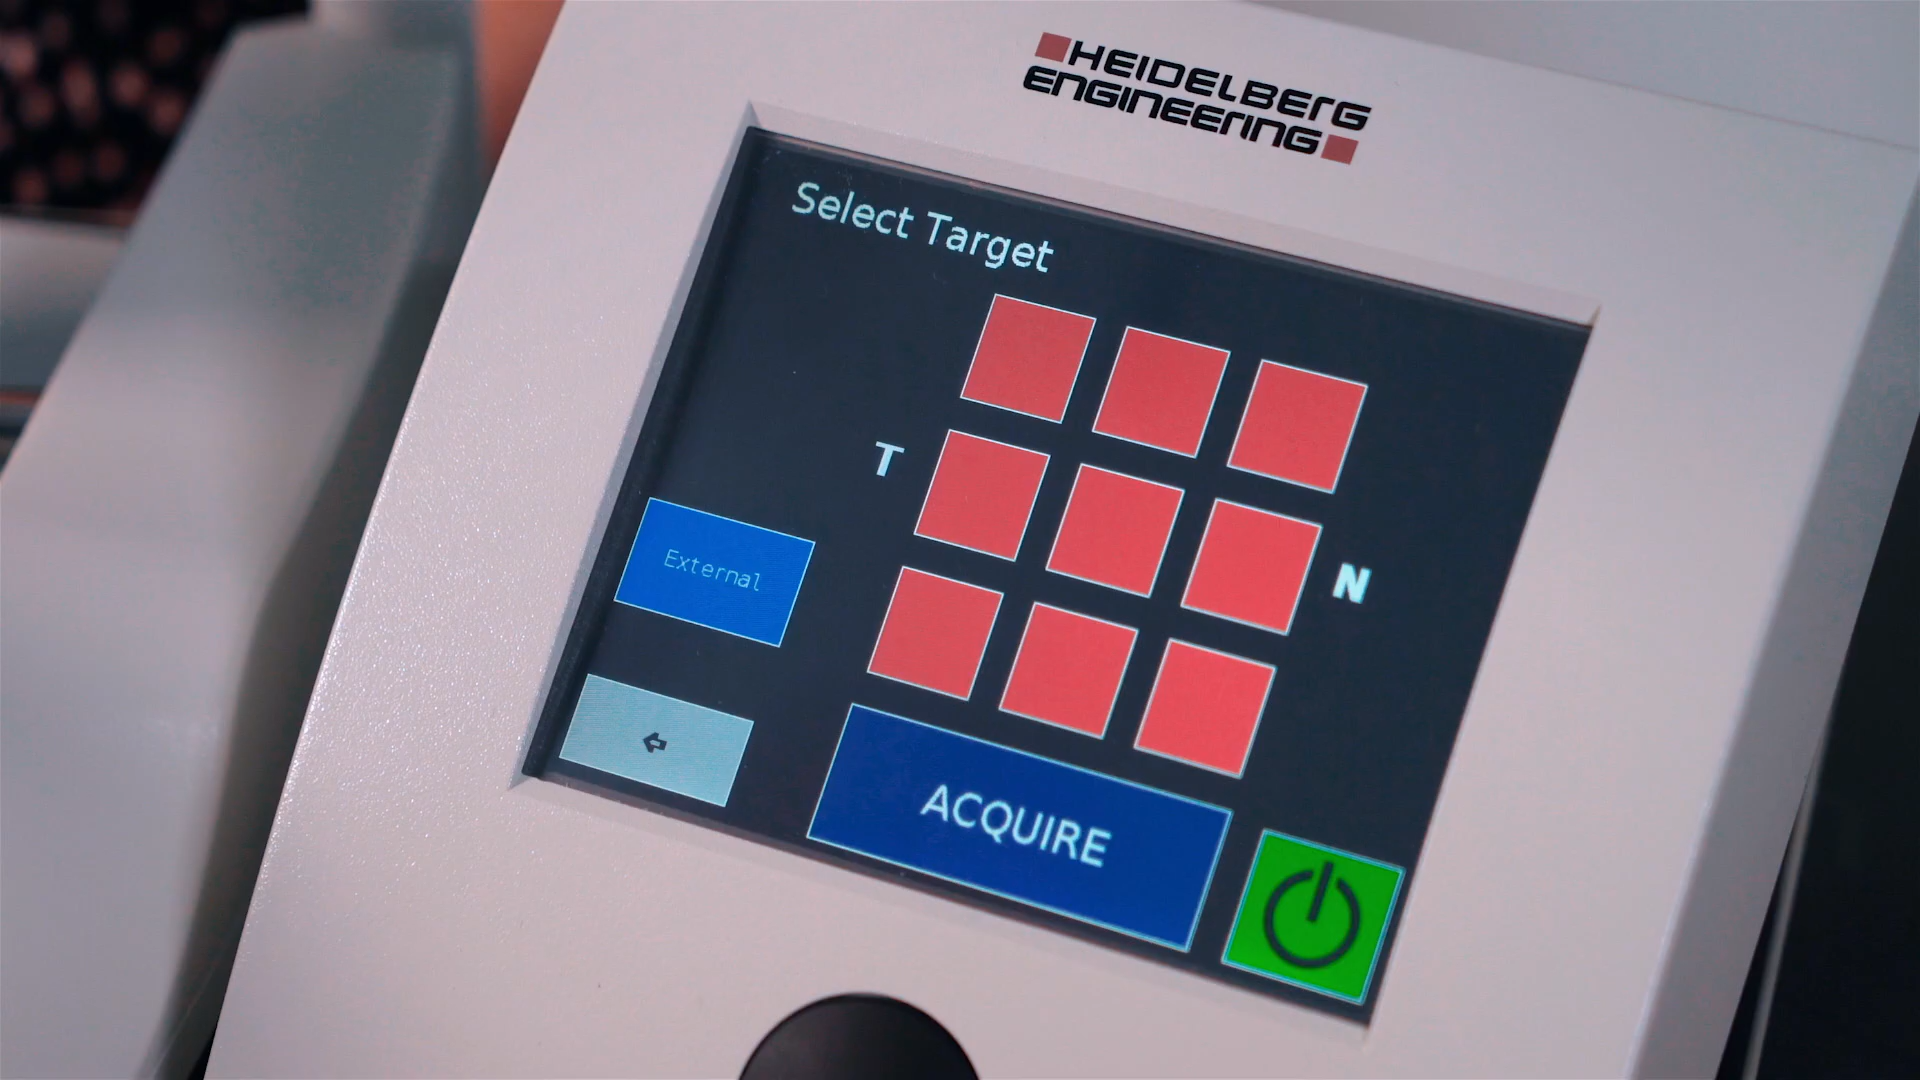 HEIDELBERG
ENGINEERING
Select Target
T
N
External
ACQUIRE